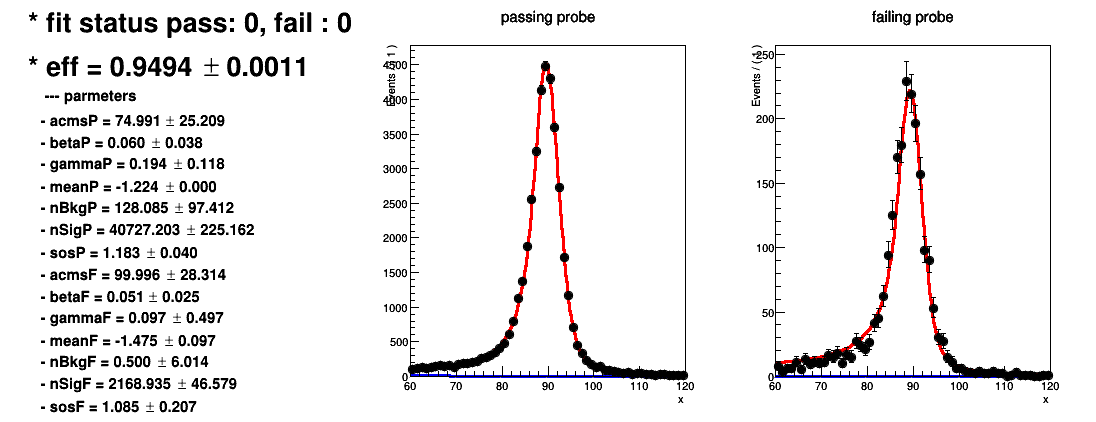 * fit status pass: 0, fail : 0
* eff = 0.9494 ± 0.0011
--- parmeters
- acmsP = 74.991 ± 25.209
- betaP = 0.060 ± 0.038
- gammaP = 0.194 ± 0.118
- meanP = -1.224 ± 0.000
- nBkgP = 128.085 ± 97.412
- nSigP = 40727.203 ± 225.162
- sosP = 1.183 ± 0.040
- acmsF = 99.996 ± 28.314
- betaF = 0.051 ± 0.025
- gammaF = 0.097 ± 0.497
- meanF = -1.475 ± 0.097
- nBkgF = 0.500 ± 6.014
- nSigF = 2168.935 ± 46.579
- sosF = 1.085 ± 0.207
passing probe
Events / ( 1 )
4500
4000
3500
3000
2500
2000
1500
1000
500
0
60 70 80 90 100 110 120
x
failing probe
Events / (
250
200
150
100
50
0
60 70 80 90 100 110 120
x